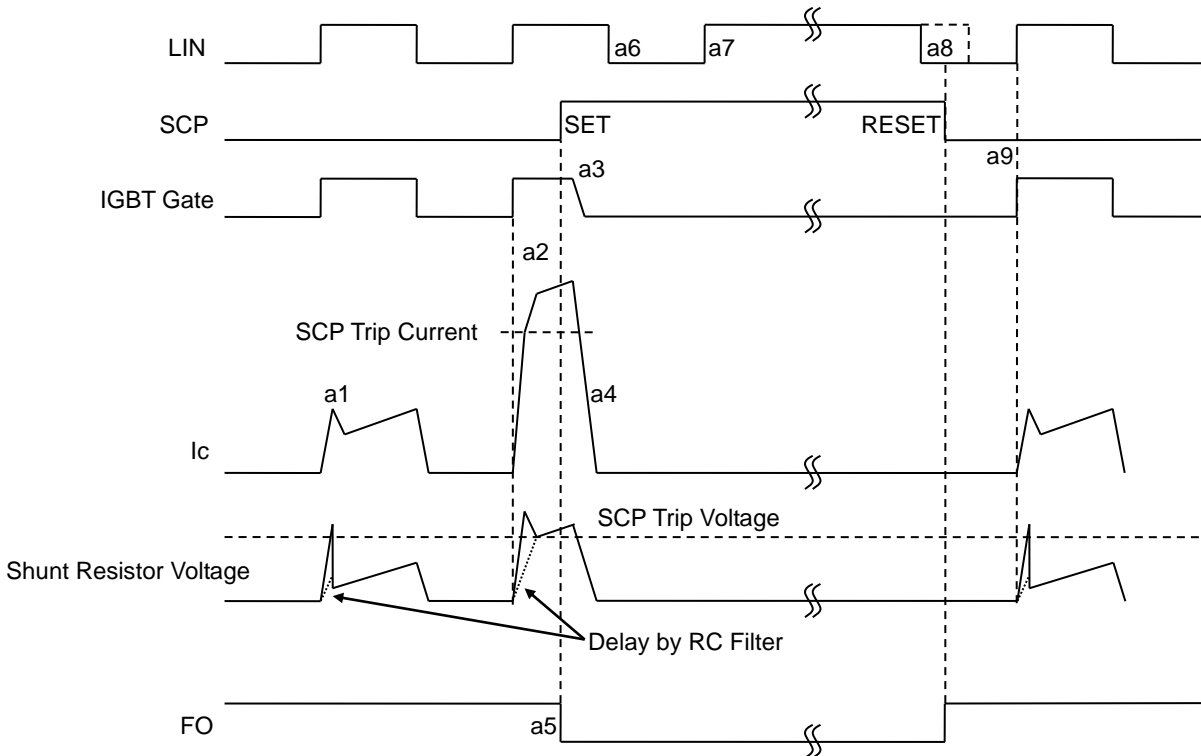 LIN
a6
a7
a8
SCP
SET
RESET
a9
a3
IGBT Gate
a2
SCP Trip Current
a1
a4
Ic
SCP Trip Voltage
Shunt Resistor Voltage
Delay by RC Filter
FO
a5